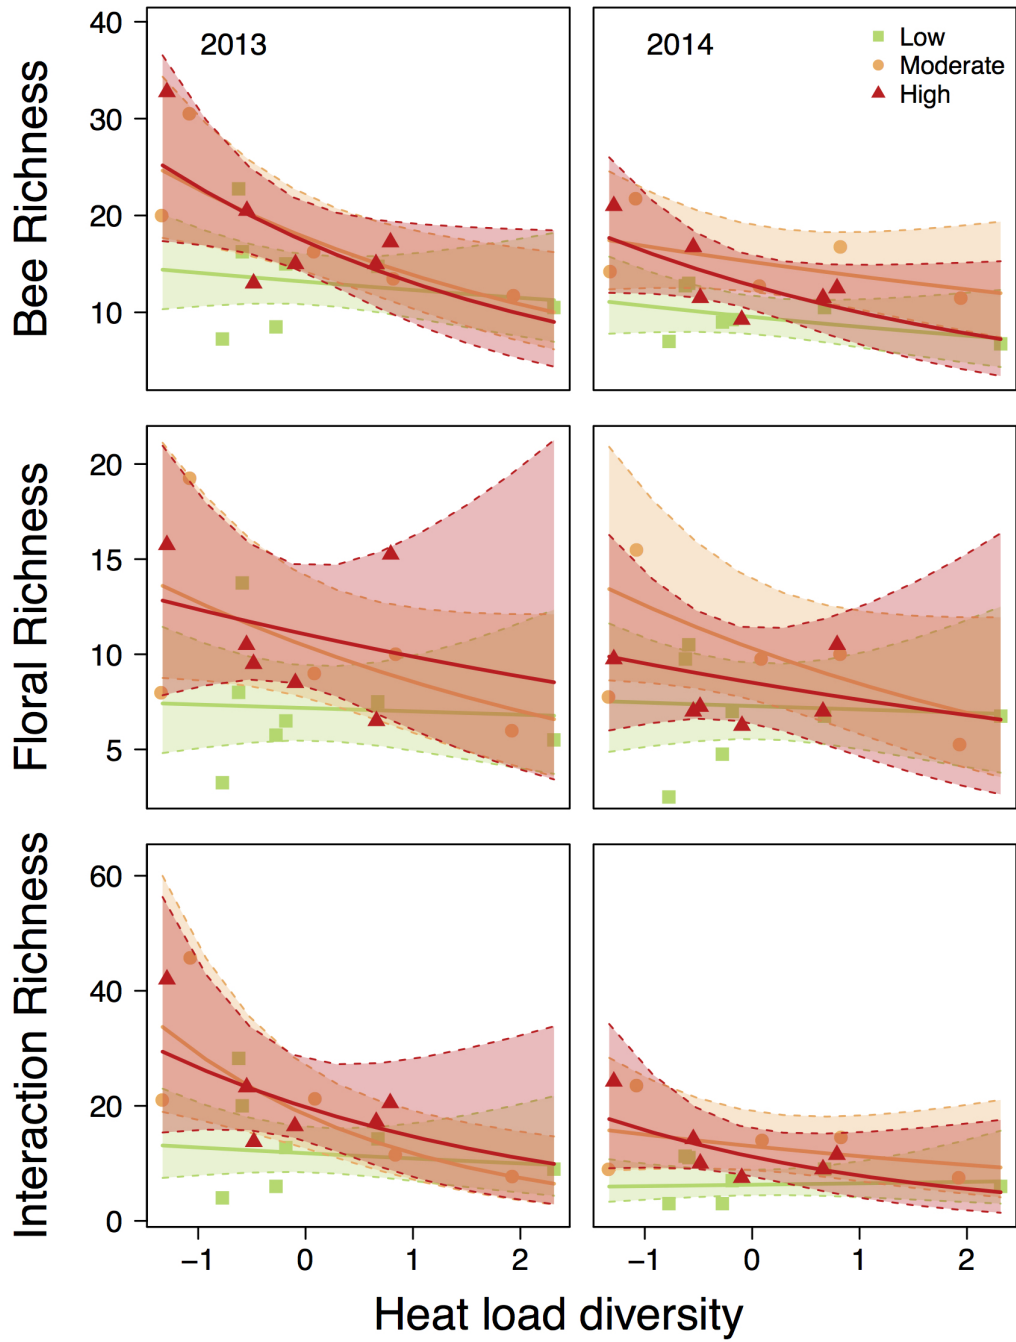 2013
2014
Low
Moderate
High
Bee Richness
40
30
20
10
Floral Richness
20
15
10
5
Interaction Richness
60
40
20
0
−1 0 1 2
−1 0 1 2
Heat load diversity